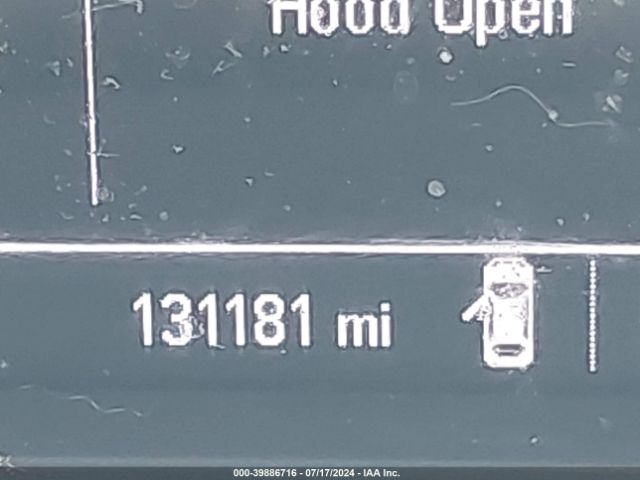 Hood Open
131181 mi
000-39886716 - 07/17/2024 - IAA Inc.